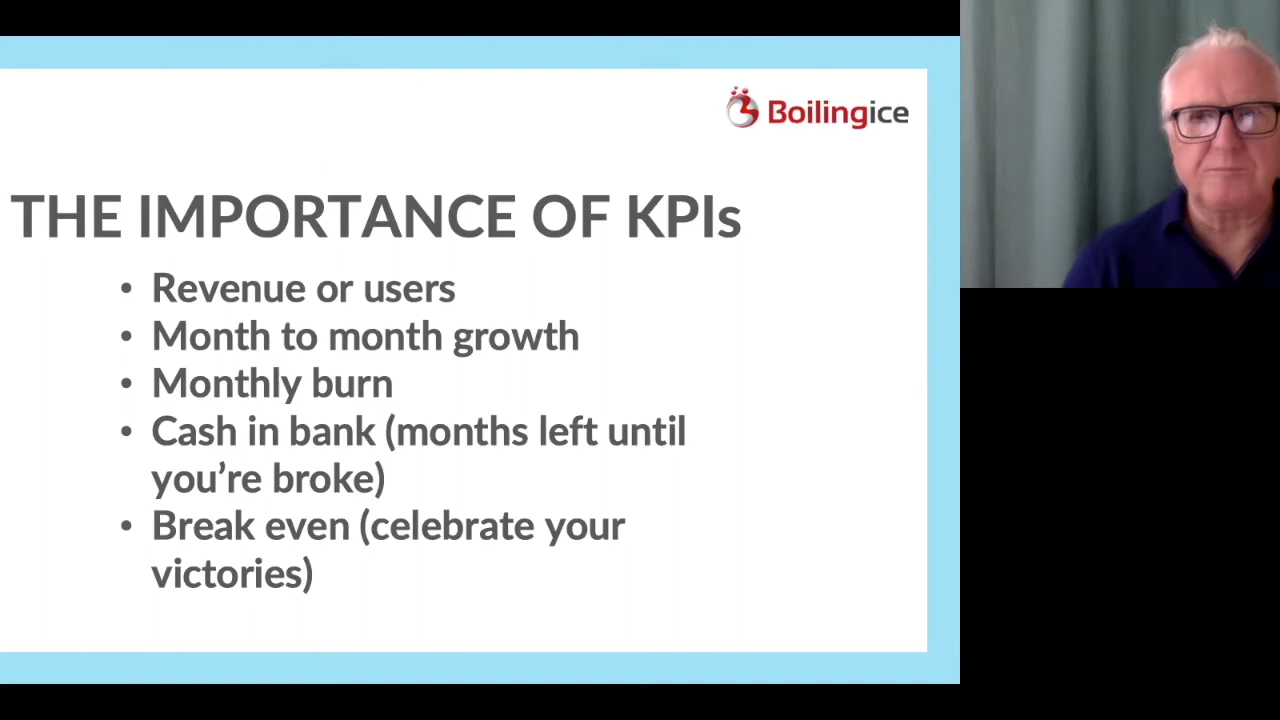 Boilingice
THE IMPORTANCE OF KPIs
• Revenue or users
• Month to month growth
• Monthly burn
• Cash in bank (months left until
you’re broke)
• Break even (celebrate your
victories)